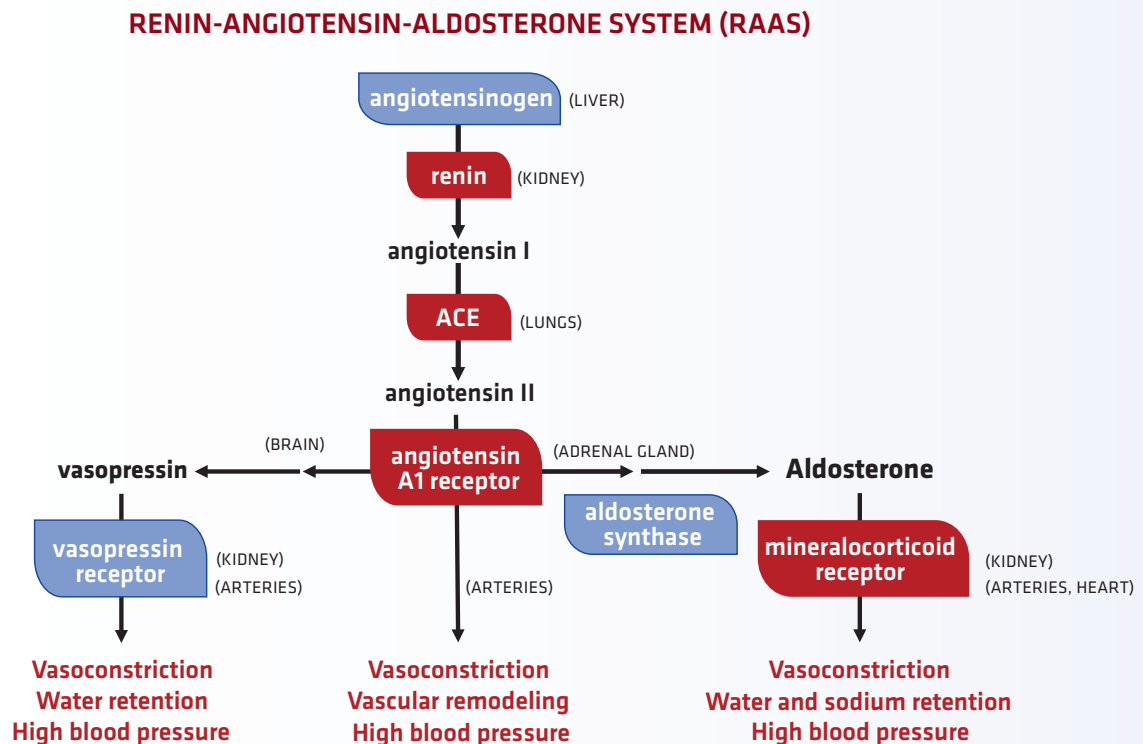 RENIN-ANGIOTENSIN-ALDOSTERONE SYSTEM (RAAS)
angiotensinogen
(LIVER)
renin
(KIDNEY)
angiotensin I
ACE
(LUNGS)
angiotensin II
(BRAIN)
(ADRENAL GLAND)
vasopressin
angiotensin
A1 receptor
Aldosterone
aldosterone
synthase
vasopressin
receptor
(KIDNEY)
(ARTERIES)
(ARTERIES)
mineralocorticoid
receptor
(KIDNEY)
(ARTERIES, HEART)
Vasoconstriction
Water retention
High blood pressure
Vasoconstriction
Vascular remodeling
High blood pressure
Vasoconstriction
Water and sodium retention
High blood pressure